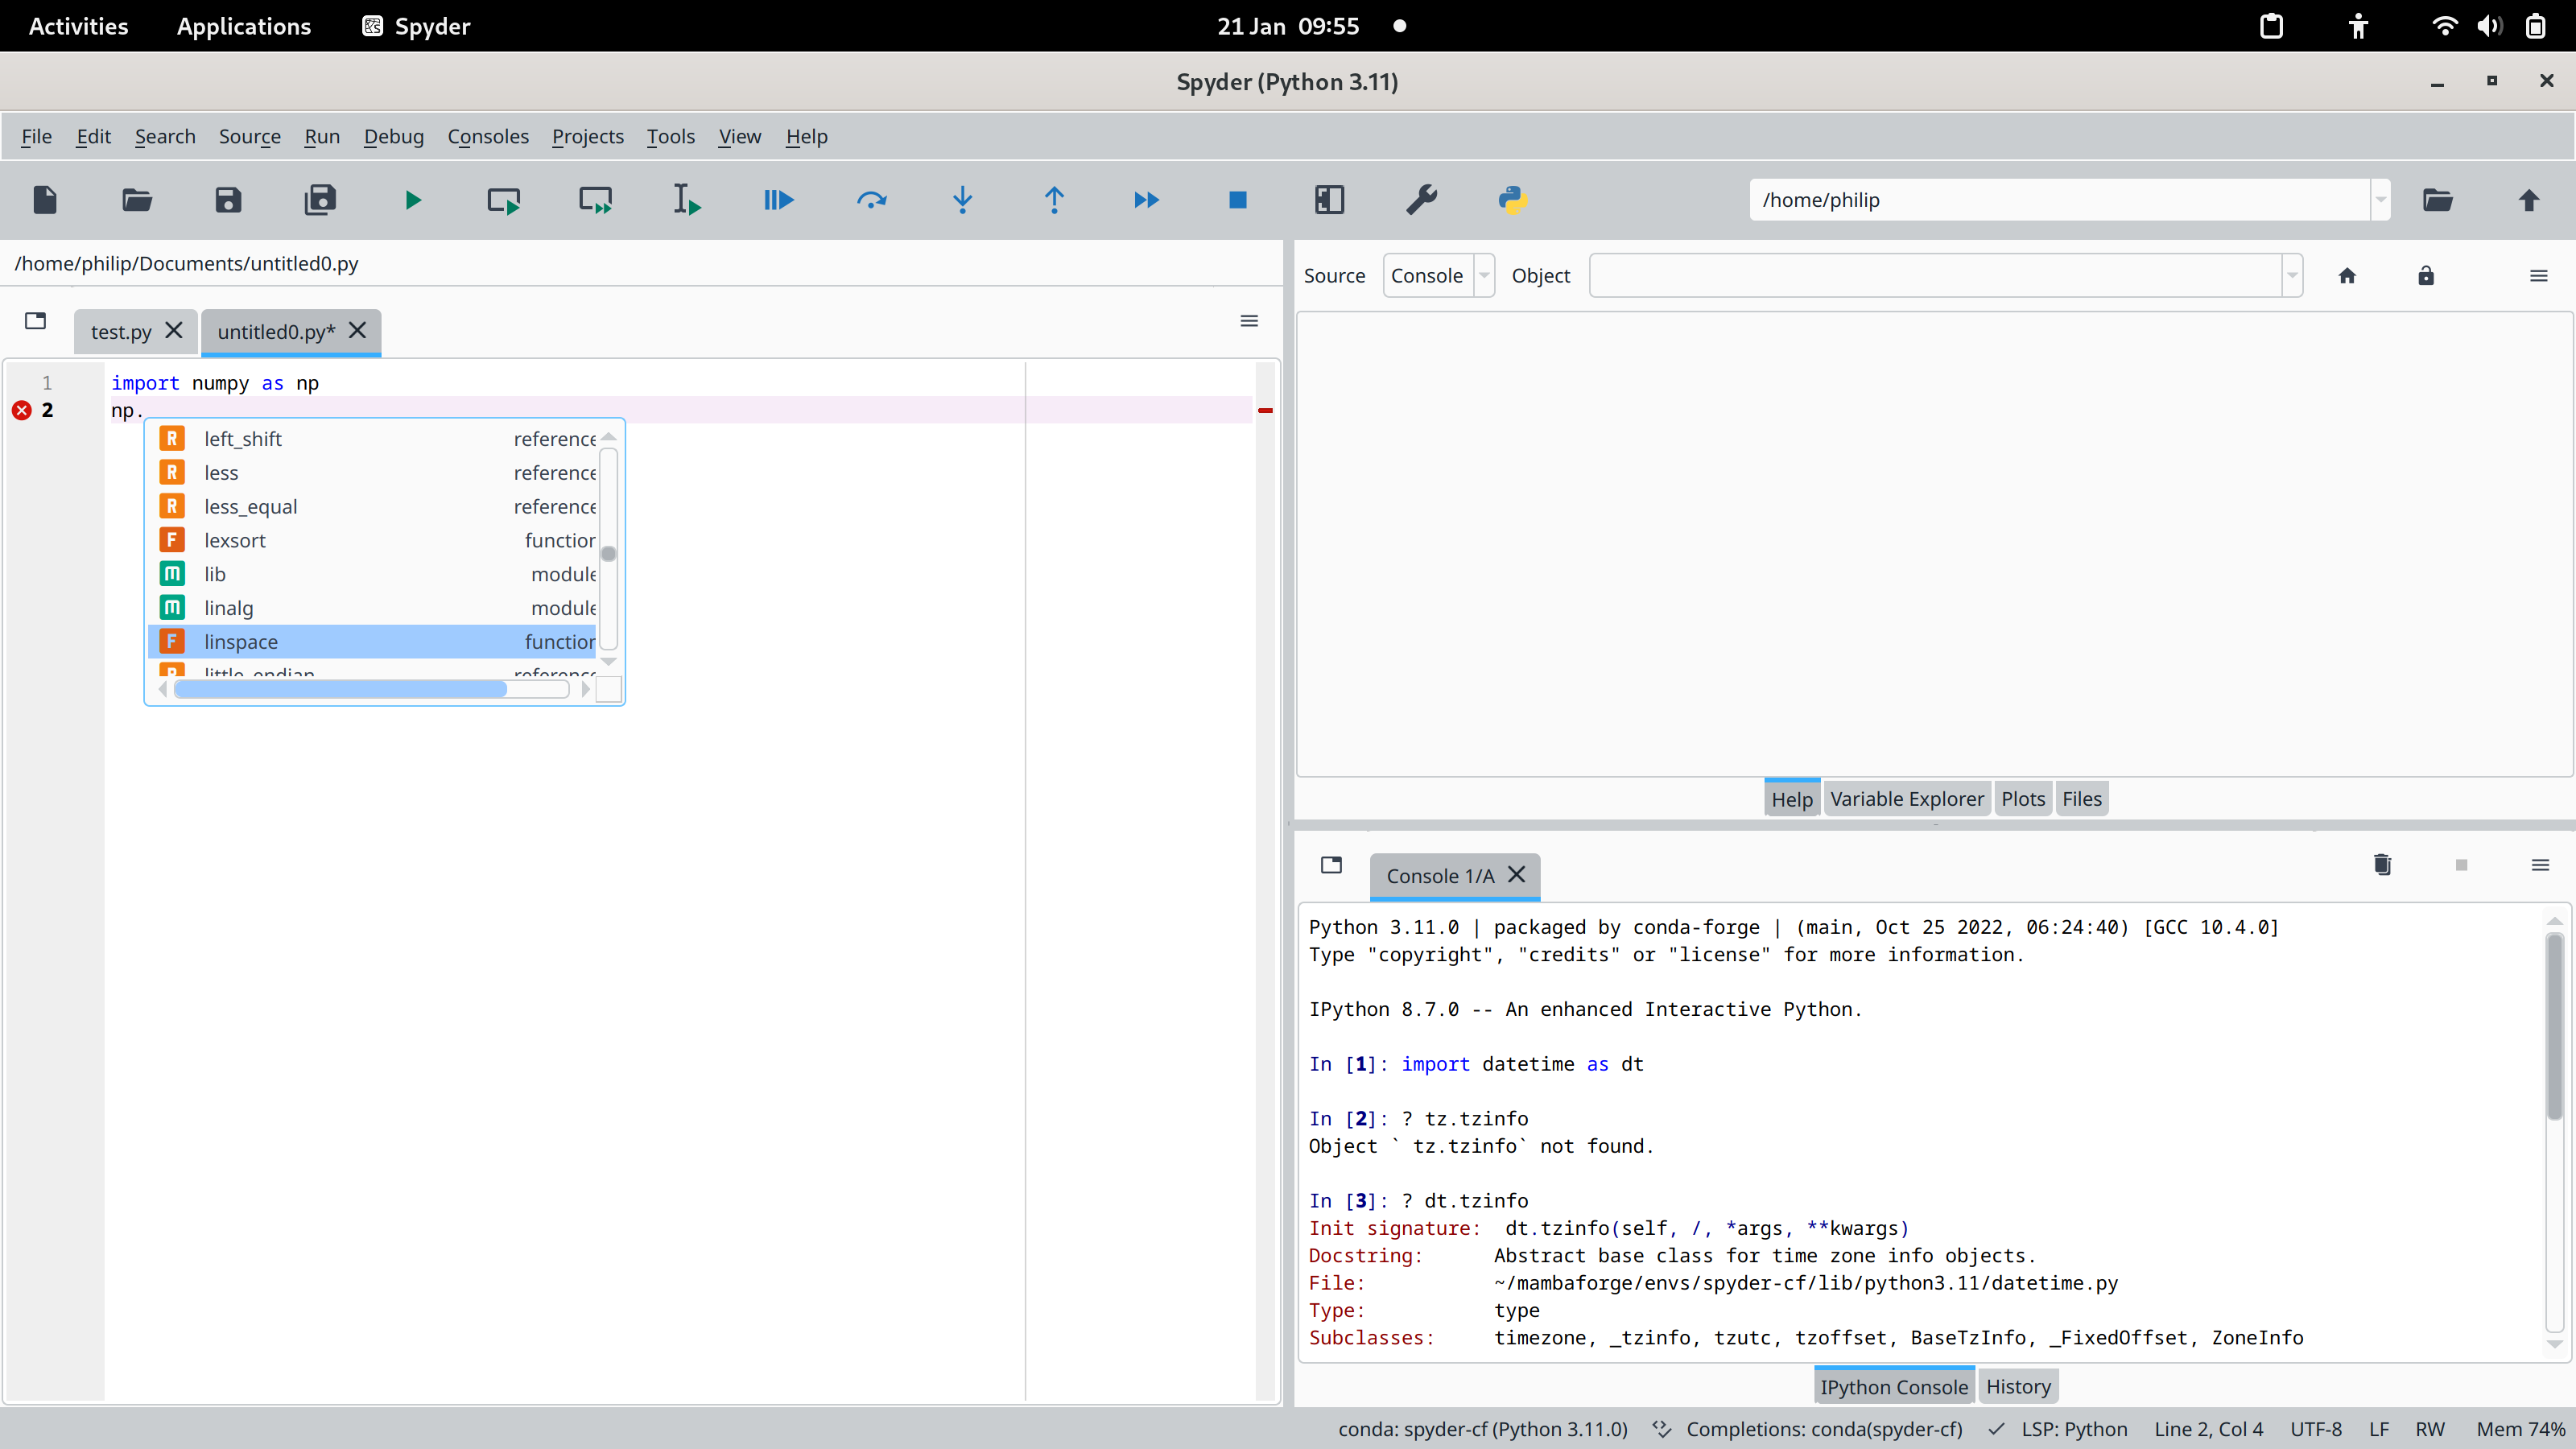 Activities Applications Spyder 21 Jan 09:55
Spyder (Python 3.11)
File Edit Search Source Run Debug Consoles Projects Tools View Help
/home/philip
/home/philip/Documents/untitled0.py
test.py untitled0.py*
1 import numpy as np
2 np.
R left_shift reference
R less reference
R less_equal reference
F lexsort function
m lib module
m linalg module
F linspace function
R little_endian reference
Source Console Object
Help Variable Explorer Plots Files
Console 1/A
Python 3.11.0 | packaged by conda-forge | (main, Oct 25 2022, 06:24:40) [GCC 10.4.0]
Type "copyright", "credits" or "license" for more information.
IPython 8.7.0 -- An enhanced Interactive Python.
In [1]: import datetime as dt
In [2]: ? tz.tzinfo
Object ` tz.tzinfo` not found.
In [3]: ? dt.tzinfo
Init signature: dt.tzinfo(self, /, *args, **kwargs)
Docstring: Abstract base class for time zone info objects.
File: ~/mambaforge/envs/spyder-cf/lib/python3.11/datetime.py
Type: type
Subclasses: timezone, _tzinfo, tzutc, tzoffset, BaseTzInfo, _FixedOffset, ZoneInfo
IPython Console History
conda: spyder-cf (Python 3.11.0) Completions: conda(spyder-cf) LSP: Python Line 2, Col 4 UTF-8 LF RW Mem 74%